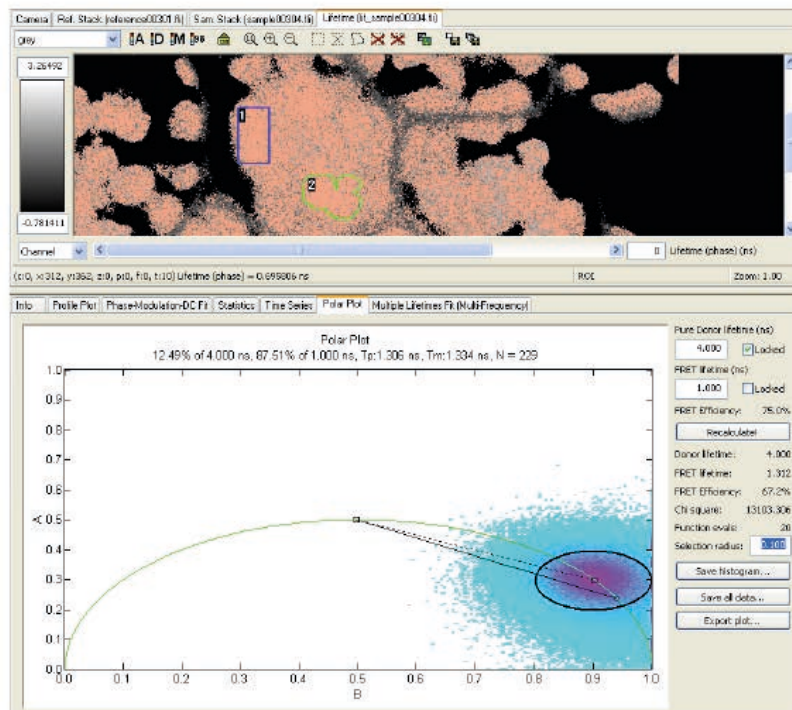 Camera Ref. Stack (reference00301.fli) Sam. Stack (sample00304.fli) Lifetime (lit_sample00304.fli)
grey
A D M
3.26492
1
2
-0.781411
Channel 0 Lifetime (phase) (ns)
(c:0, x:312, y:362, z:0, p:0, f:0, t:10) Lifetime (phase) = 0.695806 ns ROI Zoom: 1.00
Info Profile Plot Phase-Modulation-DC Fit Statistics Time Series Polar Plot Multiple Lifetimes Fit (Multi-Frequency)
Polar Plot
12.49% of 4.000 ns, 87.51% of 1.000 ns, Tp:1.306 ns, Tm:1.334 ns, N = 229
1.0
0.9
0.8
0.7
0.6
0.5
0.4
0.3
0.2
0.1
0.0
A
0.0 0.1 0.2 0.3 0.4 0.5 0.6 0.7 0.8 0.9 1.0
B
Pure Donor lifetime (ns)
4.000 Locked
FRET lifetime (ns)
1.000 Locked
FRET Efficiency: 75.0%
Recalculate!
Donor lifetime: 4.000
FRET lifetime: 1.312
FRET Efficiency: 67.2%
Chi square: 13103.306
Function evals: 20
Selection radius: 0.100
Save histogram...
Save all data...
Export plot...